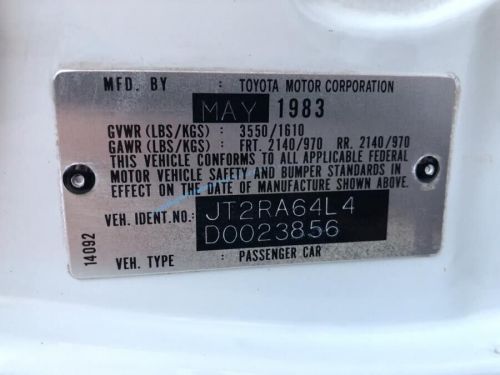 MFD. BY : TOYOTA MOTOR CORPORATION
MAY 1983
GVWR (LBS/KGS) : 3550/1610
GAWR (LBS/KGS) : FRT. 2140/970 RR. 2140/970
THIS VEHICLE CONFORMS TO ALL APPLICABLE FEDERAL
MOTOR VEHICLE SAFETY AND BUMPER STANDARDS IN
EFFECT ON THE DATE OF MANUFACTURE SHOWN ABOVE.
VEH. IDENT.NO.: JT2RA64L4
D0023856
VEH. TYPE : PASSENGER CAR
14092